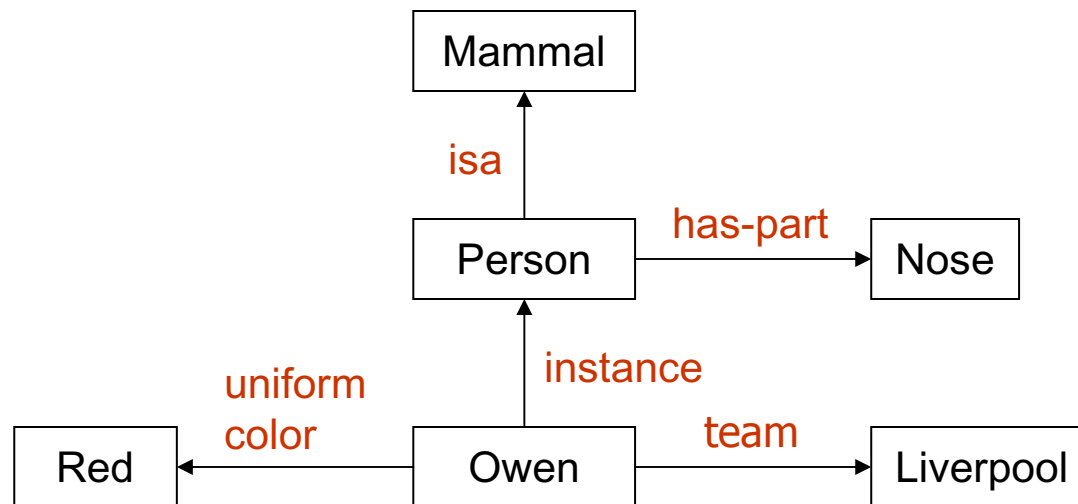 Mammal
isa
has-part
Person
Nose
uniform
color
instance
team
Red
Owen
Liverpool